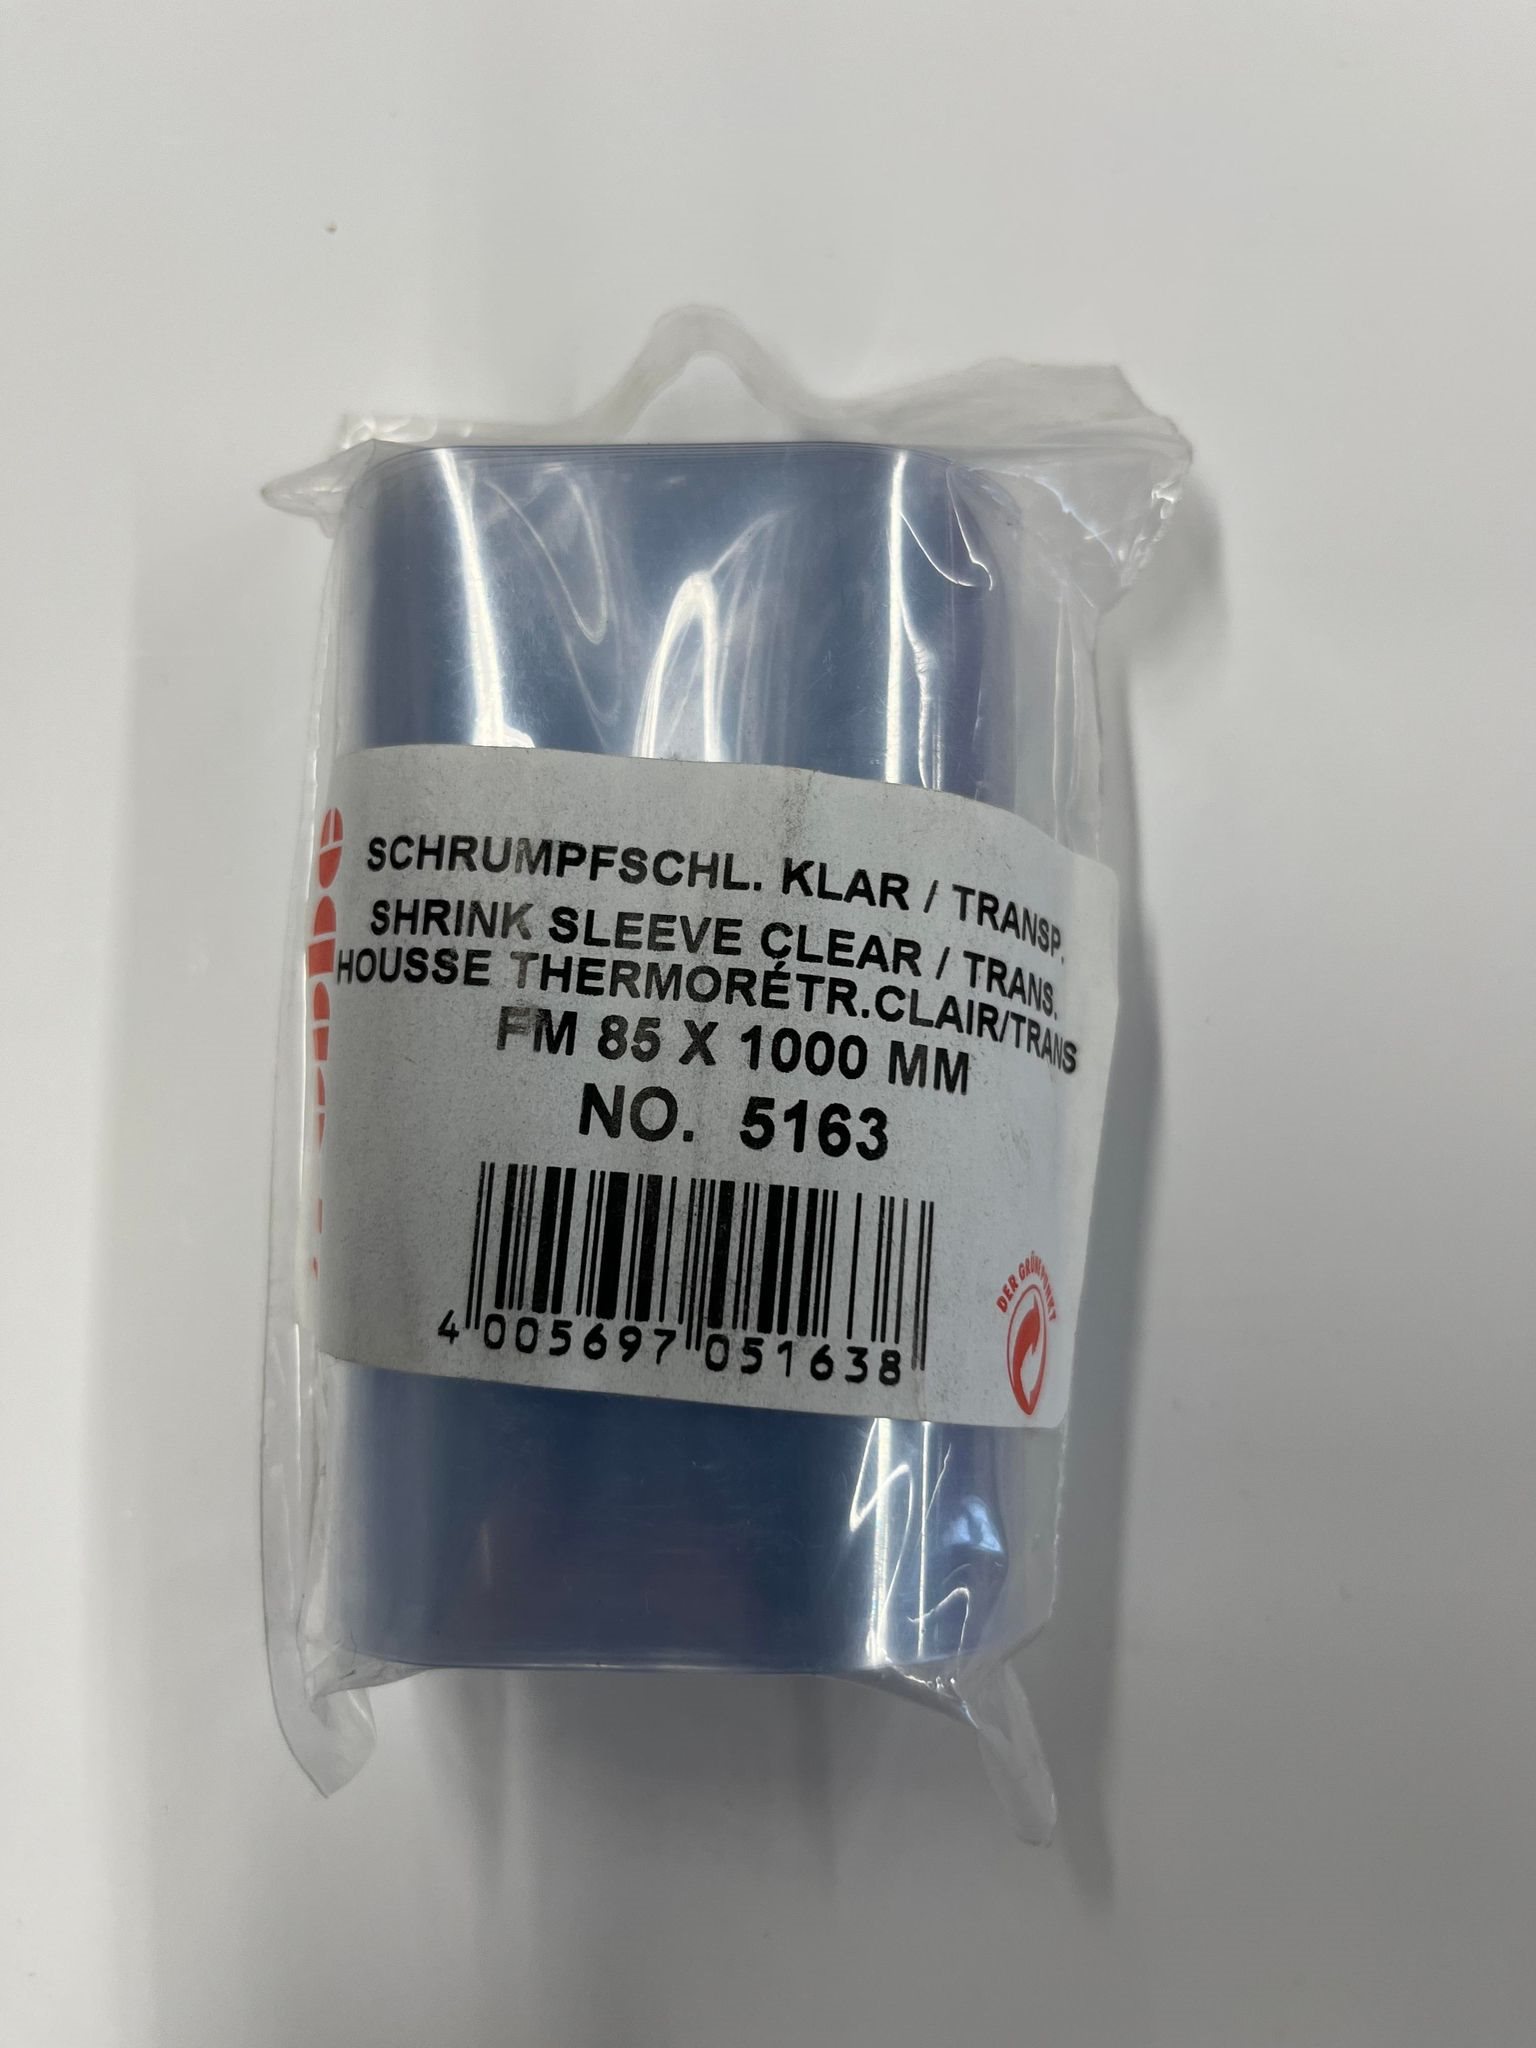 SCHRUMPFSCHL. KLAR / TRANSP.
SHRINK SLEEVE CLEAR / TRANS.
HOUSSE THERMORÉTR.CLAIR/TRANS
FM 85 X 1000 MM
NO. 5163
4 005697 051638
DER GRÜNE PUNKT